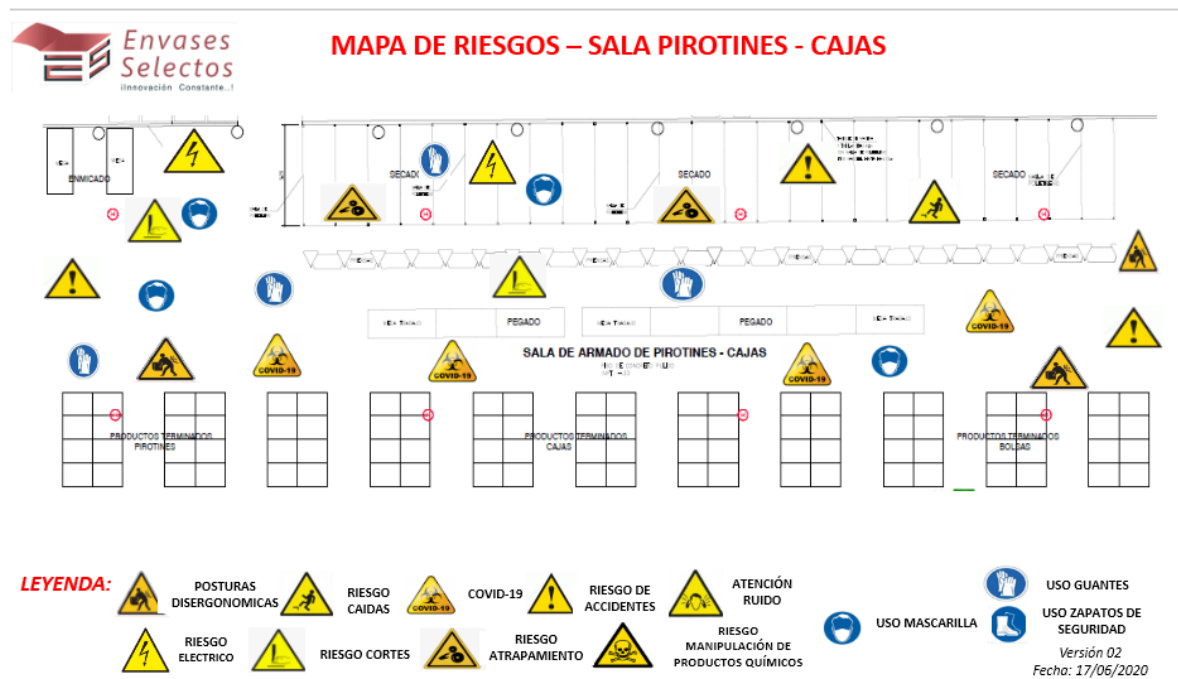 Envases
Selectos
¡Innovación Constante..!
MAPA DE RIESGOS – SALA PIROTINES - CAJAS
ENMICADO
SECADO
SECADO
SECADO
PEGADO
PEGADO
SALA DE ARMADO DE PIROTINES - CAJAS
COVID-19
COVID-19
COVID-19
COVID-19
PRODUCTOS TERMINADOS
PIROTINES
PRODUCTOS TERMINADOS
CAJAS
PRODUCTOS TERMINADOS
BOLSAS
LEYENDA:
POSTURAS
DISERGONOMICAS
RIESGO
CAIDAS
COVID-19
COVID-19
RIESGO DE
ACCIDENTES
ATENCIÓN
RUIDO
RIESGO
ELECTRICO
RIESGO CORTES
RIESGO
ATRAPAMIENTO
RIESGO
MANIPULACIÓN DE
PRODUCTOS QUÍMICOS
USO MASCARILLA
USO GUANTES
USO ZAPATOS DE
SEGURIDAD
Versión 02
Fecha: 17/06/2020